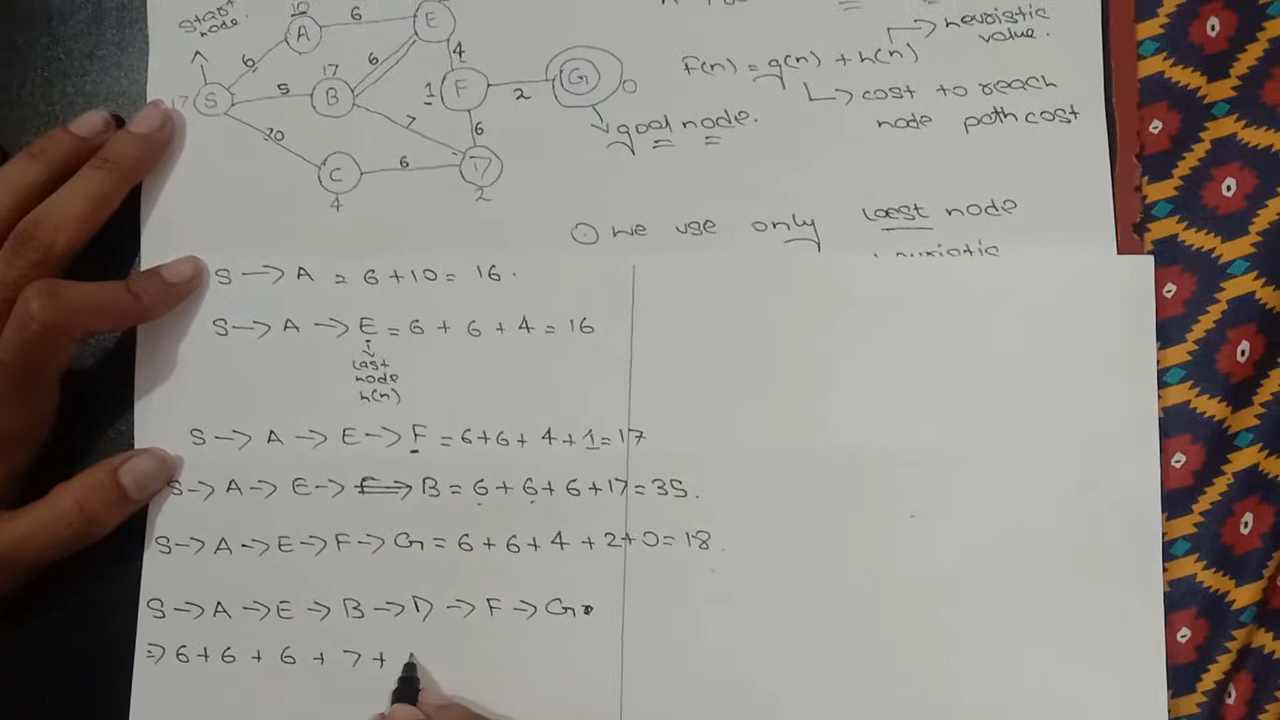 start node.
10
A
6
E
6
S
17
5
17
B
6
4
1
F
2
G
0
goal node.
7
6
10
C
4
6
D
2
heuristic value.
F(n) = g(n) + h(n)
cost to reach node path cost
we use only last node
S → A = 6 + 10 = 16.
S → A → E = 6 + 6 + 4 = 16
last
node
h(n)
S → A → E → F = 6+6+4+1=17
S → A → E → B = 6+6+6+17=35.
S → A → E → F → G = 6+6+4+2+0=18.
S → A → E → B → D → F → G
⇒ 6+6+6+7+